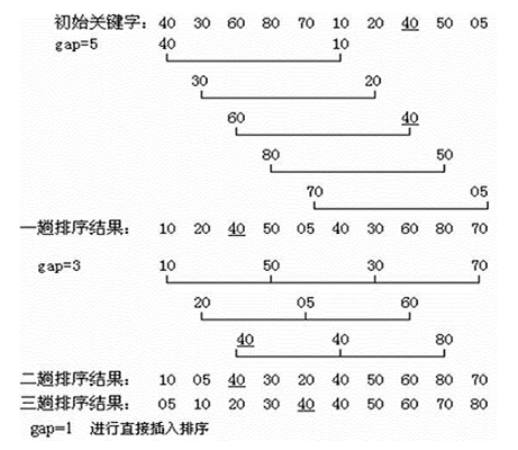 初始关键字: 40 30 60 80 70 10 20 40 50 05
gap=5 40 10
30 20
60 40
80 50
70 05
一趟排序结果: 10 20 40 50 05 40 30 60 80 70
gap=3 10 50 30 70
20 05 60
40 40 80
二趟排序结果: 10 05 40 30 20 40 50 60 80 70
三趟排序结果: 05 10 20 30 40 40 50 60 70 80
gap=1 进行直接插入排序